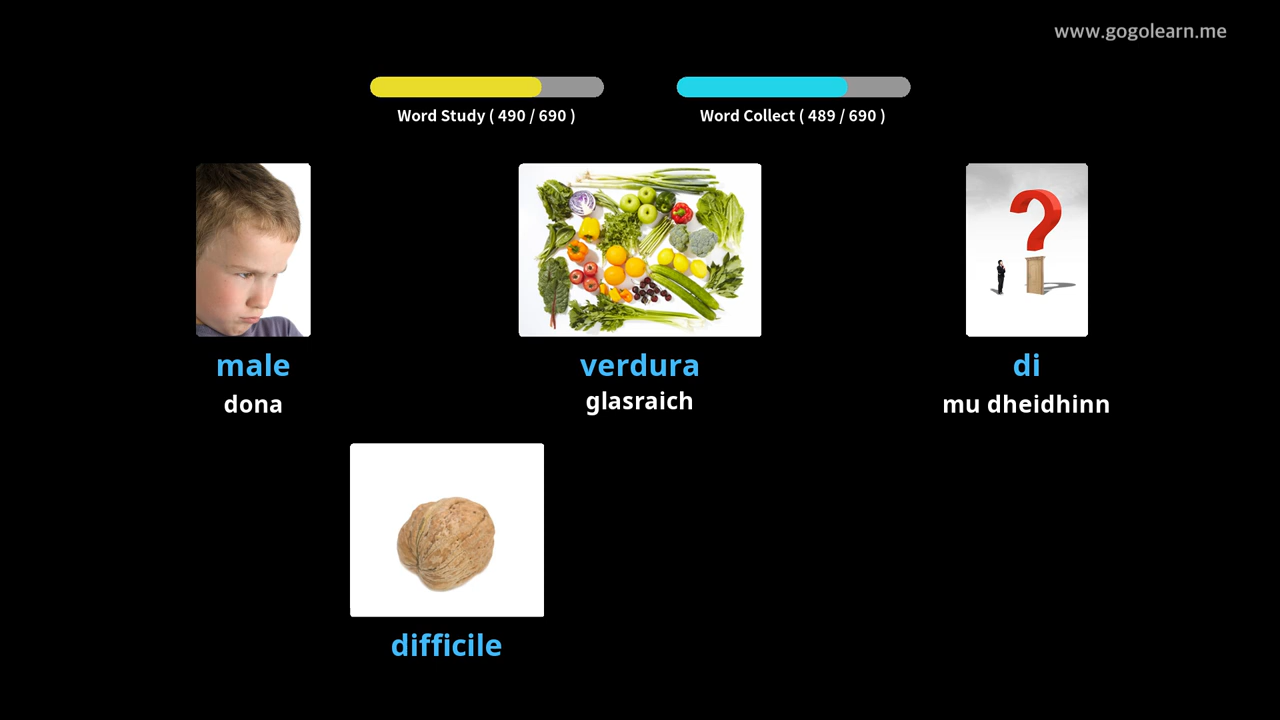 www.gogolearn.me
Word Study ( 490 / 690 )
Word Collect ( 489 / 690 )
male
verdura
di
dona
glasraich
mu dheidhinn
difficile